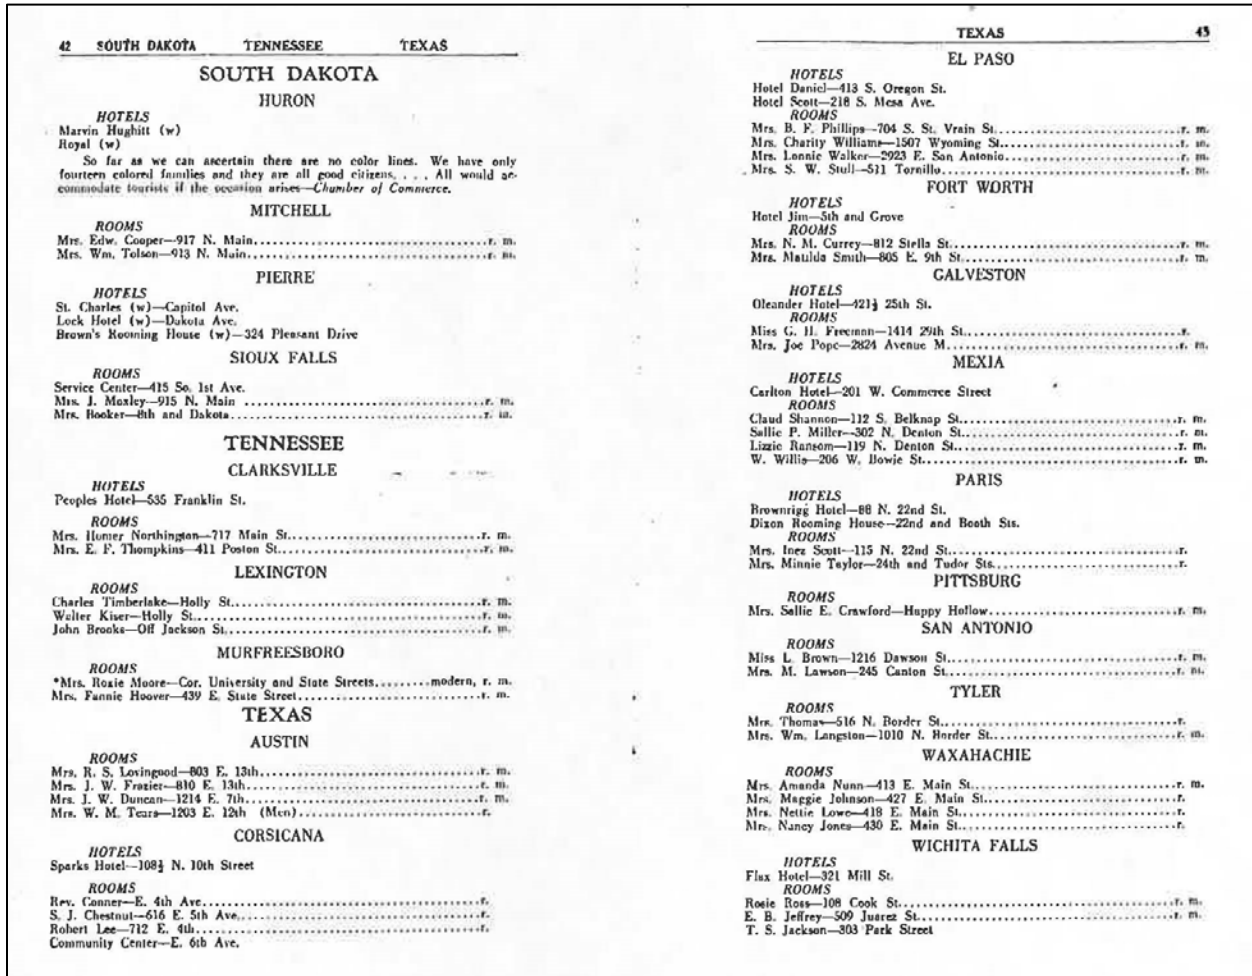 42 SOUTH DAKOTA TENNESSEE TEXAS
SOUTH DAKOTA
HURON
HOTELS
Marvin Hughitt (w)
Royal (w)
So far as we can ascertain there are no color lines. We have only
fourteen colored families and they are all good citizens. . . . All would ac-
commodate tourists if the occasion arises—Chamber of Commerce.
MITCHELL
ROOMS
Mrs. Edw. Cooper—917 N. Main..............................r. m.
Mrs. Wm. Tolson—913 N. Main..............................r. m.
PIERRE
HOTELS
St. Charles (w)—Capitol Ave.
Lock Hotel (w)—Dakota Ave.
Brown's Rooming House (w)—324 Pleasant Drive
SIOUX FALLS
ROOMS
Service Center—415 So. 1st Ave.
Mrs. J. Moxley—915 N. Main ..............................r. m.
Mrs. Booker—8th and Dakota..............................r. m.
TENNESSEE
CLARKSVILLE
HOTELS
Peoples Hotel—535 Franklin St.
ROOMS
Mrs. Homer Northington—717 Main St..............................r. m.
Mrs. E. F. Thompkins—411 Poston St..............................r. m.
LEXINGTON
ROOMS
Charles Timberlake—Holly St..............................r. m.
Walter Kiser—Holly St..............................r. m.
John Brooks—Off Jackson St..............................r. m.
MURFREESBORO
ROOMS
*Mrs. Roxie Moore—Cor. University and State Streets........modern, r. m.
Mrs. Fannie Hoover—439 E. State Street..............................r. m.
TEXAS
AUSTIN
ROOMS
Mrs. R. S. Lovingood—803 E. 13th..............................r. m.
Mrs. J. W. Frazier—810 E. 13th..............................r. m.
Mrs. J. W. Duncan—1214 E. 7th..............................r. m.
Mrs. W. M. Tears—1203 E. 12th (Men)..............................r.
CORSICANA
HOTELS
Sparks Hotel—108½ N. 10th Street
ROOMS
Rev. Conner—E. 4th Ave..............................r.
S. J. Chestnut—616 E. 5th Ave..............................r.
Robert Lee—712 E. 4th..............................r.
Community Center—E. 6th Ave.
TEXAS 43
EL PASO
HOTELS
Hotel Daniel—413 S. Oregon St.
Hotel Scott—218 S. Mesa Ave.
ROOMS
Mrs. B. F. Phillips—704 S. St. Vrain St..............................r. m.
Mrs. Charity Williams—1507 Wyoming St..............................r. m.
Mrs. Lonnie Walker—2923 E. San Antonio..............................r. m.
Mrs. S. W. Stull—511 Tornillo..............................r. m.
FORT WORTH
HOTELS
Hotel Jim—5th and Grove
ROOMS
Mrs. N. M. Currey—812 Stella St..............................r. m.
Mrs. Matilda Smith—805 E. 9th St..............................r. m.
GALVESTON
HOTELS
Oleander Hotel—421½ 25th St.
ROOMS
Miss G. H. Freeman—1414 29th St..............................r.
Mrs. Joe Pope—2824 Avenue M..............................r. m.
MEXIA
HOTELS
Carlton Hotel—201 W. Commerce Street
ROOMS
Claud Shannon—112 S. Belknap St..............................r. m.
Sallie P. Miller—302 N. Denton St..............................r. m.
Lizzie Ransom—119 N. Denton St..............................r. m.
W. Willis—206 W. Bowie St..............................r. m.
PARIS
HOTELS
Brownrigg Hotel—88 N. 22nd St.
Dixon Rooming House—22nd and Booth Sts.
ROOMS
Mrs. Inez Scott—115 N. 22nd St..............................r.
Mrs. Minnie Taylor—24th and Tudor Sts..............................r.
PITTSBURG
ROOMS
Mrs. Sallie E. Crawford—Happy Hollow..............................r. m.
SAN ANTONIO
ROOMS
Miss L. Brown—1216 Dawson St..............................r. m.
Mrs. M. Lawson—245 Canton St..............................r. m.
TYLER
ROOMS
Mrs. Thomas—516 N. Border St..............................r.
Mrs. Wm. Langston—1010 N. Border St..............................r. m.
WAXAHACHIE
ROOMS
Mrs. Amanda Nunn—413 E. Main St..............................r. m.
Mrs. Maggie Johnson—427 E. Main St..............................r.
Mrs. Nettie Lowe—418 E. Main St..............................r.
Mrs. Nancy Jones—430 E. Main St..............................r.
WICHITA FALLS
HOTELS
Flax Hotel—321 Mill St.
ROOMS
Rosie Ross—108 Cook St..............................r. m.
E. B. Jeffrey—509 Juarez St..............................r. m.
T. S. Jackson—303 Park Street